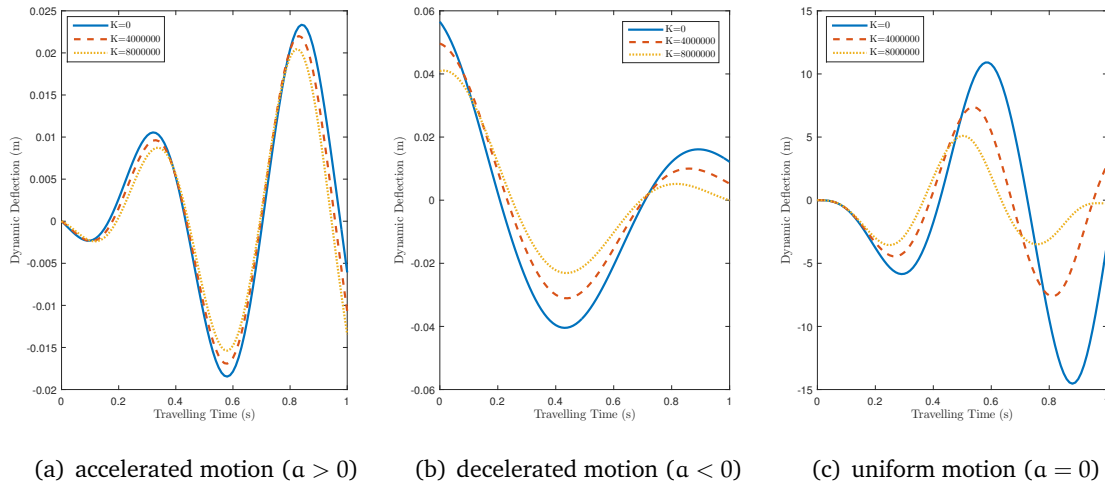 K=0
K=4000000
K=8000000
0.025
0.02
0.015
0.01
0.005
0
-0.005
-0.01
-0.015
-0.02
0 0.2 0.4 0.6 0.8 1
Dynamic Deflection (m)
Travelling Time (s)
(a) accelerated motion (a > 0)
K=0
K=4000000
K=8000000
0.06
0.04
0.02
0
-0.02
-0.04
-0.06
0 0.2 0.4 0.6 0.8 1
Dynamic Deflection (m)
Travelling Time (s)
(b) decelerated motion (a < 0)
K=0
K=4000000
K=8000000
15
10
5
0
-5
-10
-15
0 0.2 0.4 0.6 0.8 1
Dynamic Deflection (m)
Travelling Time (s)
(c) uniform motion (a = 0)